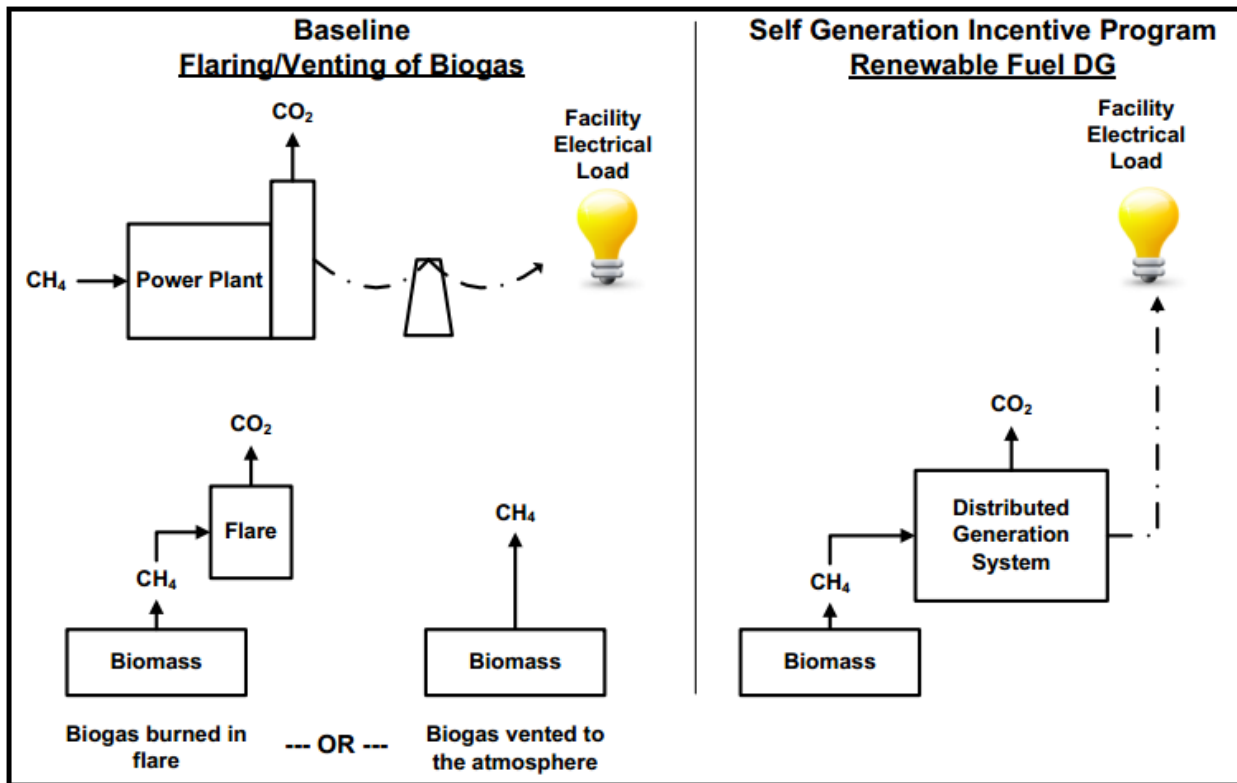 Baseline
Flaring/Venting of Biogas
CO₂
Facility
Electrical
Load
CH₄
Power Plant
CO₂
Flare
CH₄
Biomass
Biogas burned in
flare
--- OR ---
CH₄
Biomass
Biogas vented to
the atmosphere
Self Generation Incentive Program
Renewable Fuel DG
Facility
Electrical
Load
CO₂
Distributed
Generation
System
CH₄
Biomass